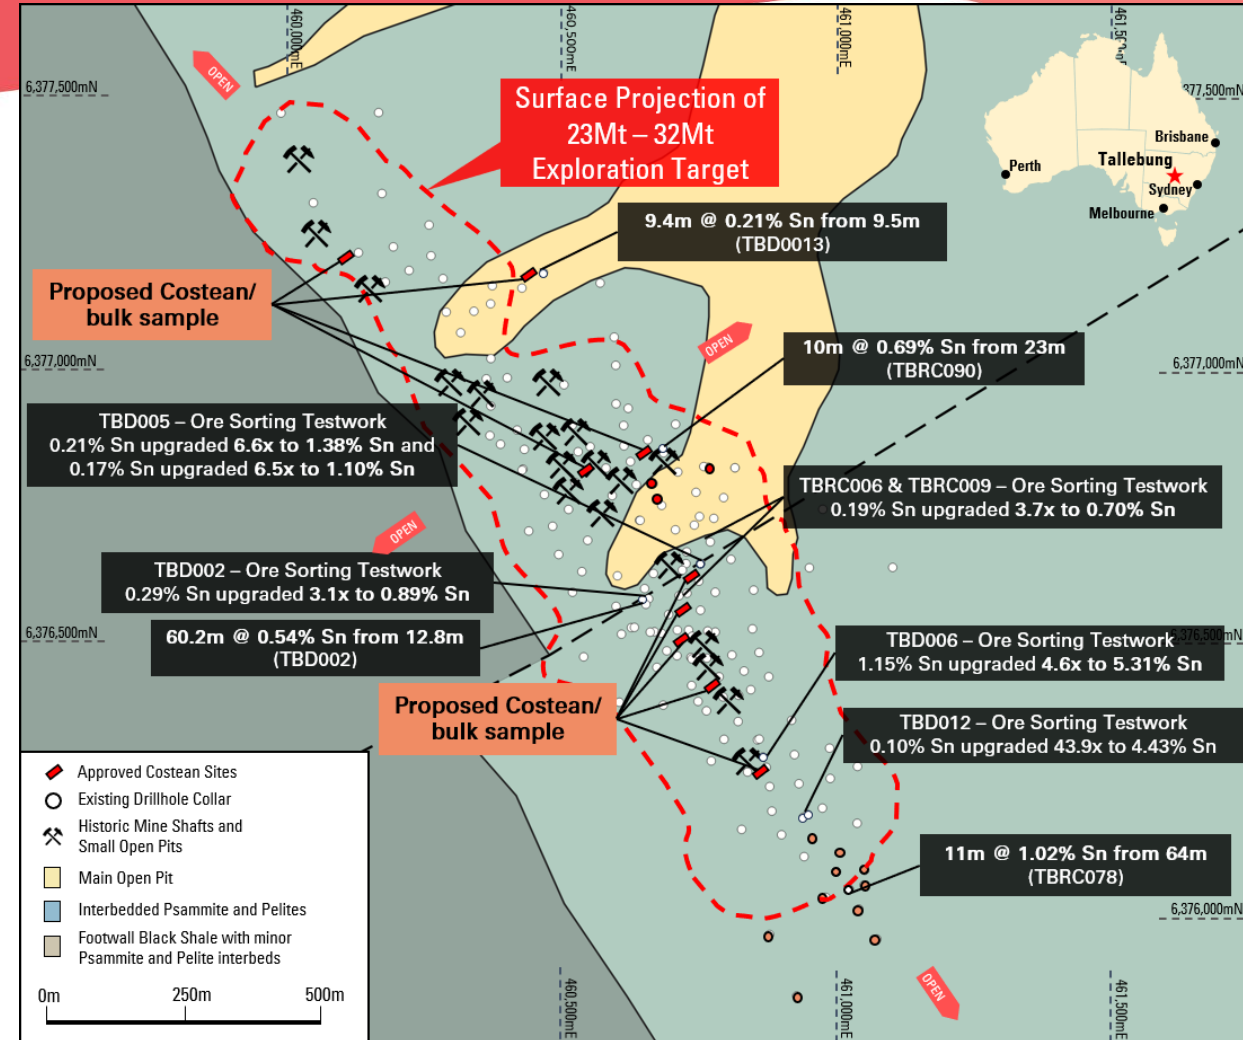 460,000mE
460,500mE
461,000mE
OPEN
6,377,500mN
377,500mN
Surface Projection of
23Mt – 32Mt
Exploration Target
Brisbane
Perth
Tallebung
Sydney
Melbourne
9.4m @ 0.21% Sn from 9.5m
(TBD0013)
Proposed Costean/
bulk sample
OPEN
10m @ 0.69% Sn from 23m
(TBRC090)
6,377,000mN
6,377,000mN
TBD005 – Ore Sorting Testwork
0.21% Sn upgraded 6.6x to 1.38% Sn and
0.17% Sn upgraded 6.5x to 1.10% Sn
TBRC006 & TBRC009 – Ore Sorting Testwork
0.19% Sn upgraded 3.7x to 0.70% Sn
OPEN
TBD002 – Ore Sorting Testwork
0.29% Sn upgraded 3.1x to 0.89% Sn
6,376,500mN
6,376,500mN
60.2m @ 0.54% Sn from 12.8m
(TBD002)
TBD006 – Ore Sorting Testwork
1.15% Sn upgraded 4.6x to 5.31% Sn
Proposed Costean/
bulk sample
TBD012 – Ore Sorting Testwork
0.10% Sn upgraded 43.9x to 4.43% Sn
11m @ 1.02% Sn from 64m
(TBRC078)
6,376,000mN
OPEN
Approved Costean Sites
Existing Drillhole Collar
Historic Mine Shafts and
Small Open Pits
Main Open Pit
Interbedded Psammite and Pelites
Footwall Black Shale with minor
Psammite and Pelite interbeds
0m 250m 500m
460,500mE
461,000mE
461,500mE